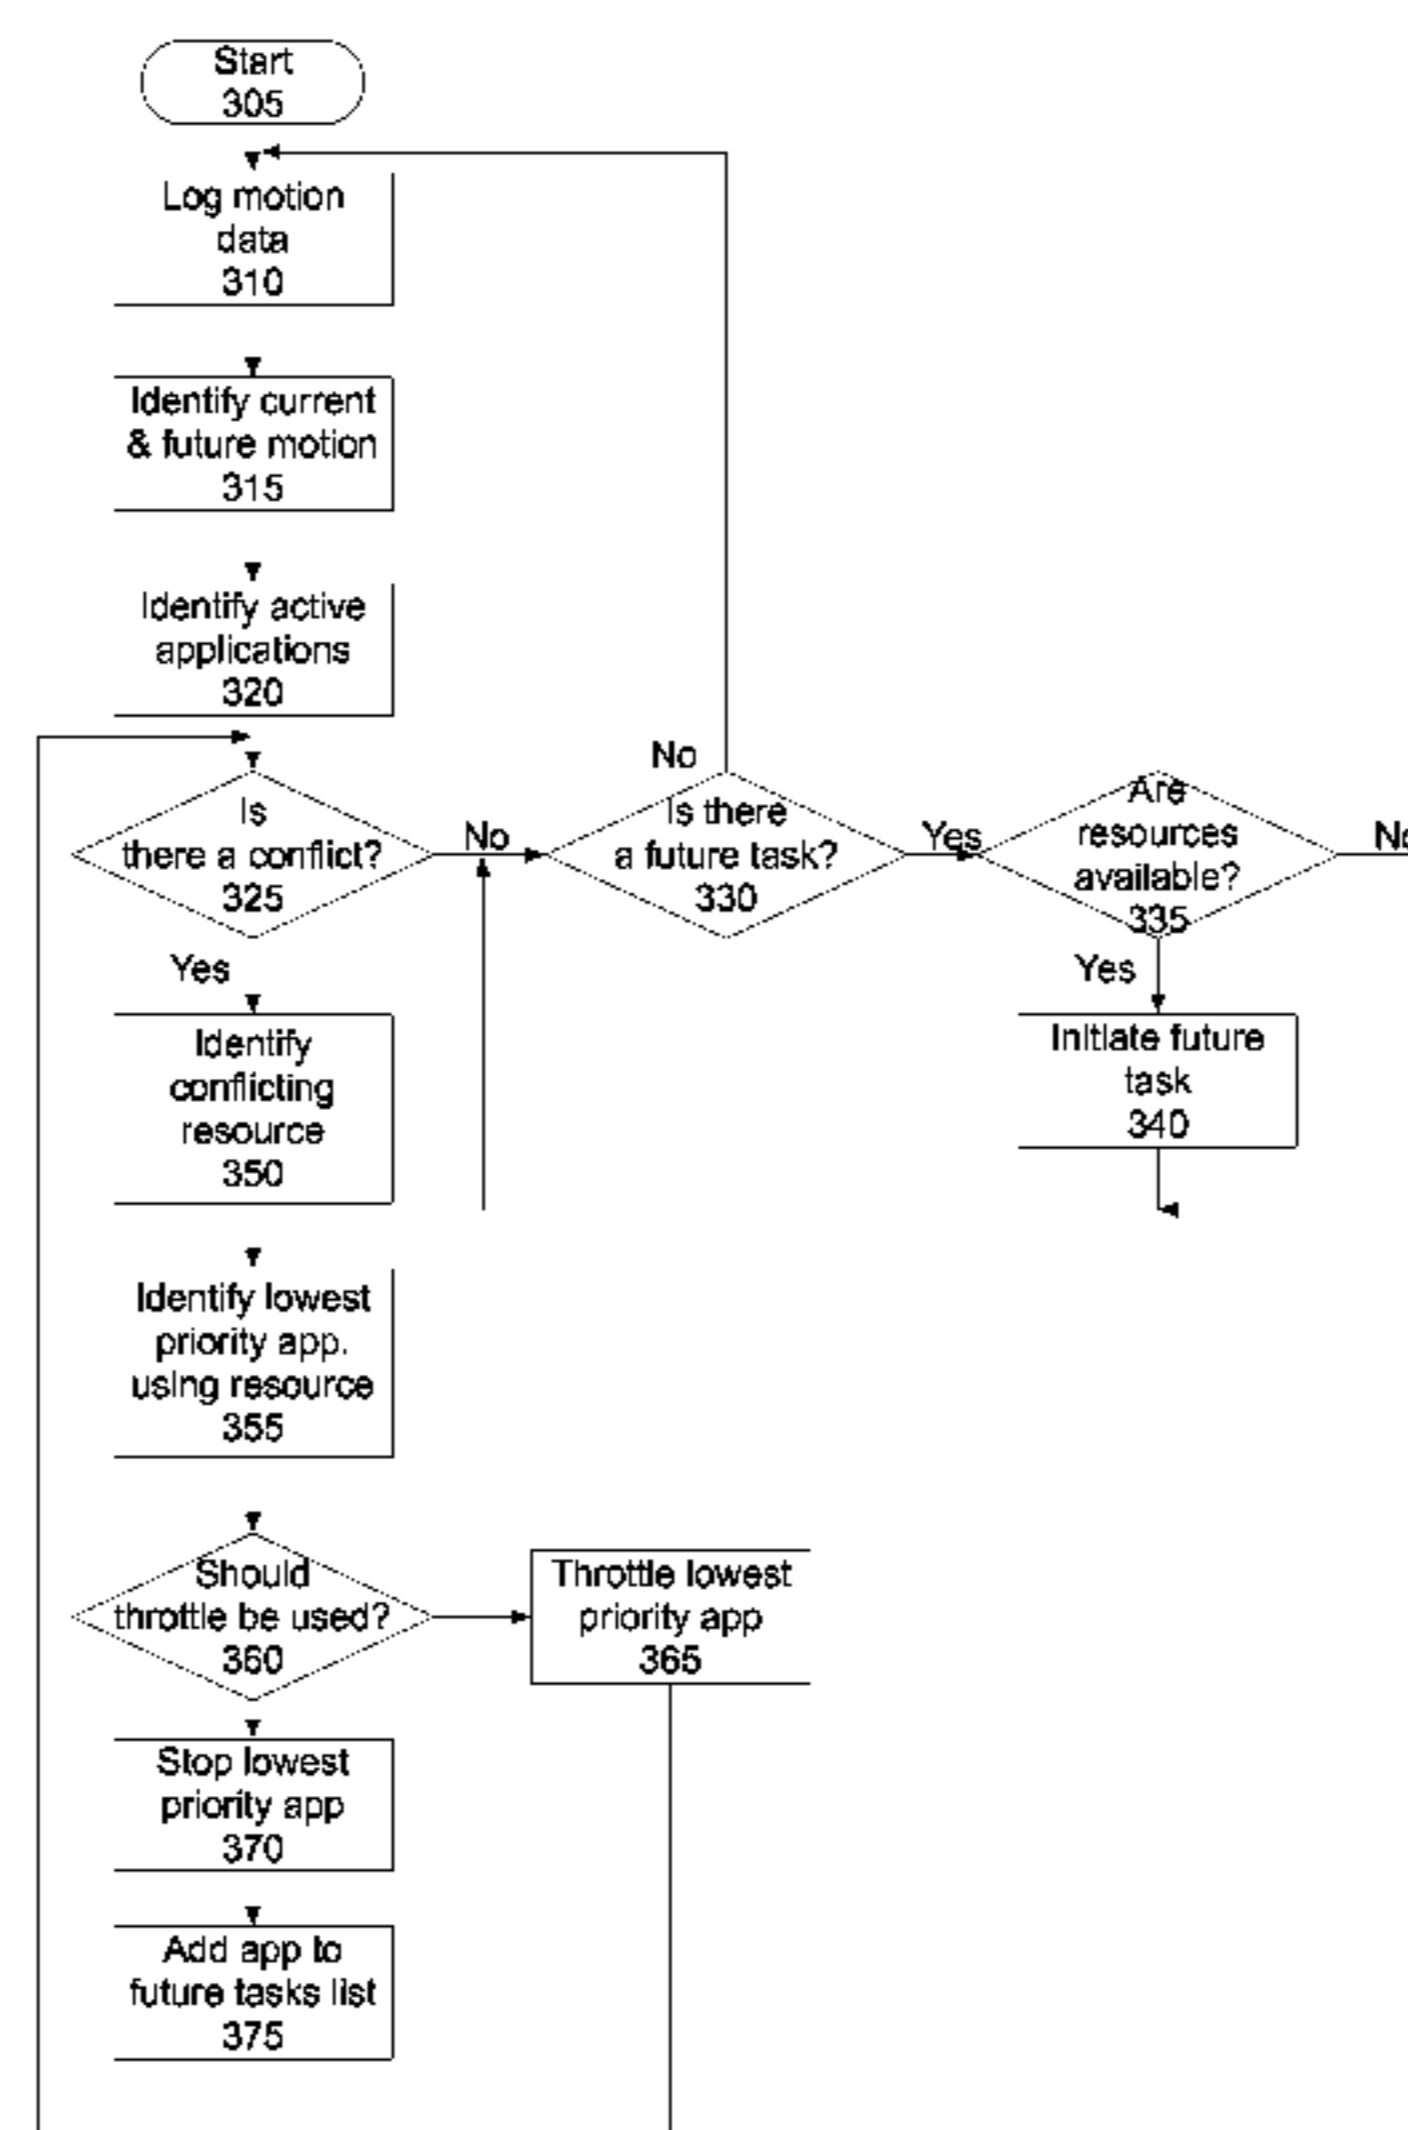 Start
305
Log motion
data
310
Identify current
& future motion
315
Identify active
applications
320
Is
there a conflict?
325
No
No
Is there
a future task?
330
Yes
Are
resources
available?
335
No
Yes
Identify
conflicting
resource
350
Yes
Initiate future
task
340
Identify lowest
priority app.
using resource
355
Should
throttle be used?
360
Throttle lowest
priority app
365
Stop lowest
priority app
370
Add app to
future tasks list
375